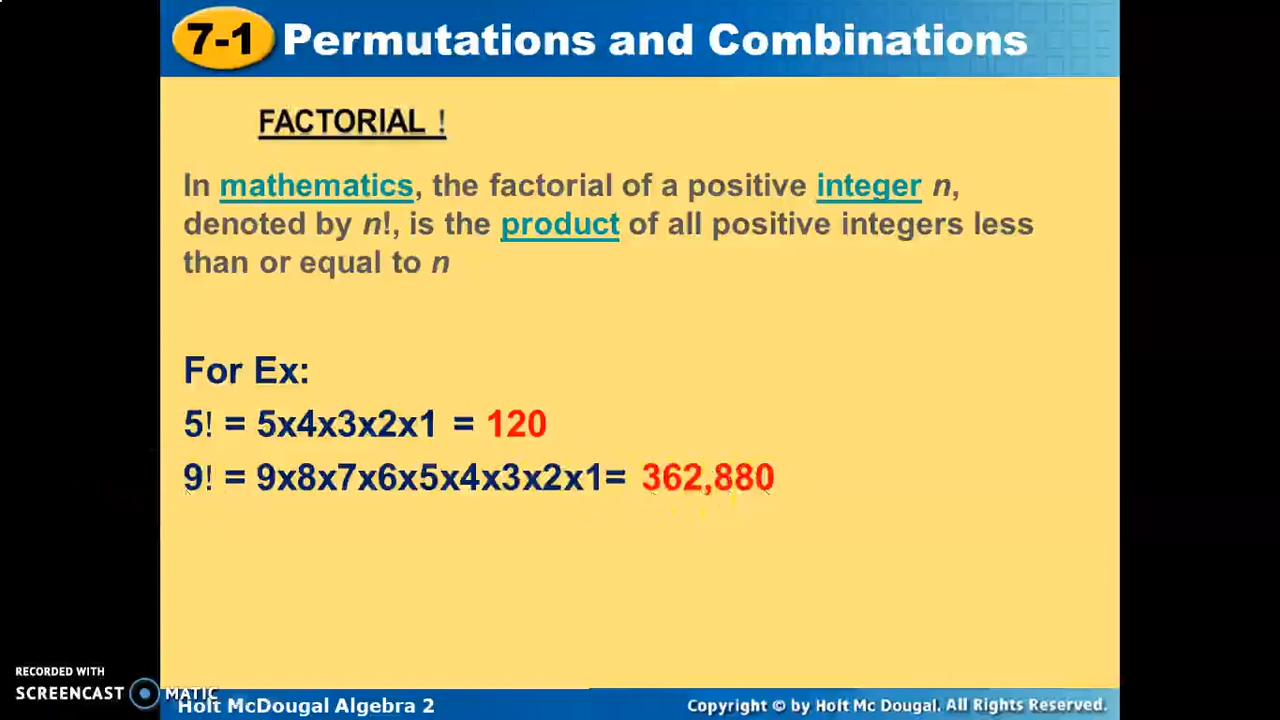 7-1 Permutations and Combinations
FACTORIAL !
In mathematics, the factorial of a positive integer n,
denoted by n!, is the product of all positive integers less
than or equal to n
For Ex:
5! = 5x4x3x2x1 = 120
9! = 9x8x7x6x5x4x3x2x1= 362,880
RECORDED WITH
SCREENCAST MATIC
Holt McDougal Algebra 2
Copyright © by Holt Mc Dougal. All Rights Reserved.